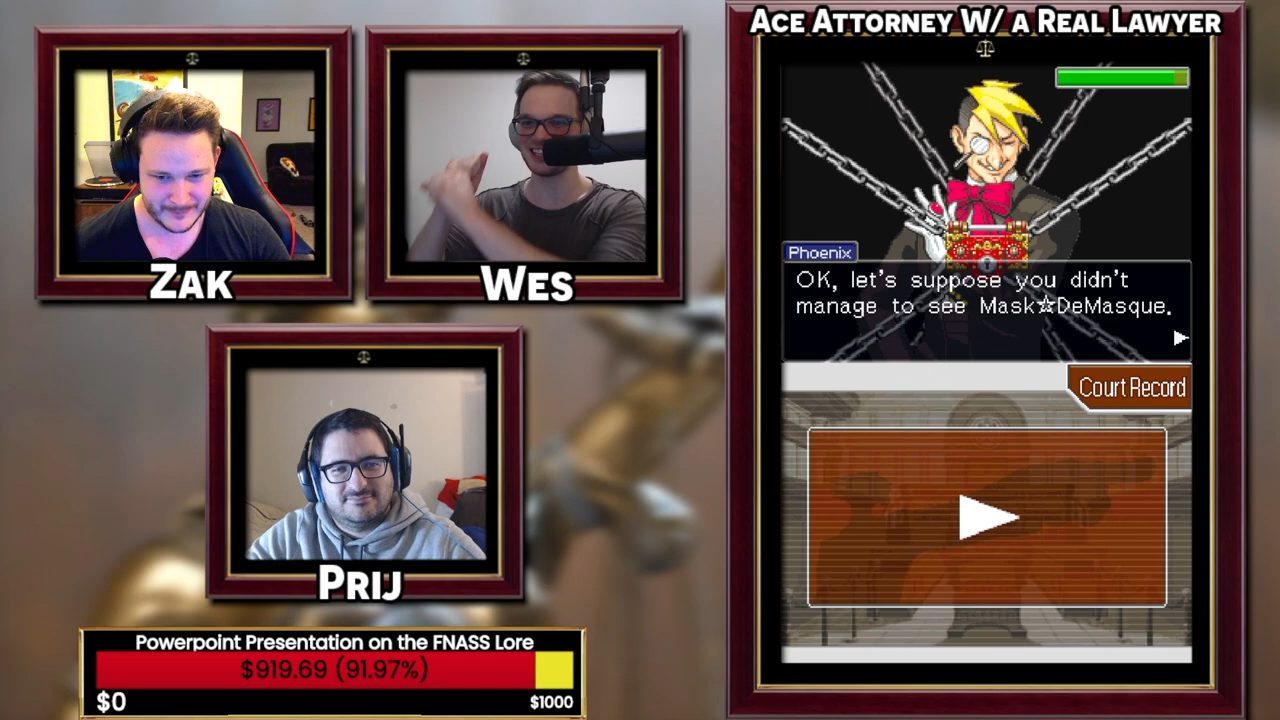 Ace Attorney W/ a Real Lawyer
Zak
Wes
Phoenix
OK, let's suppose you didn't
manage to see Mask☆DeMasque.
Court Record
Prij
Powerpoint Presentation on the FNASS Lore
$919.69 (91.97%)
$0
$1000